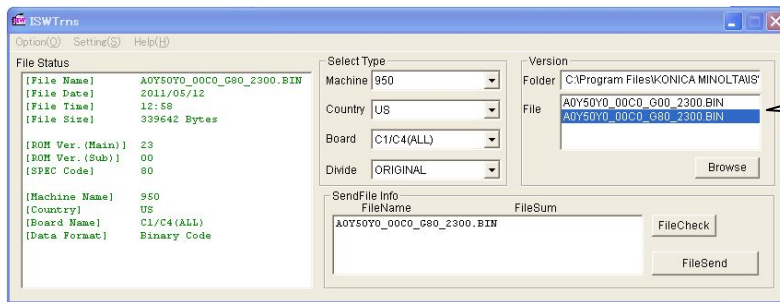 ISWTrns
Option(O) Setting(S) Help(H)
File Status
[File Name] A0Y50Y0_00C0_G80_2300.BIN
[File Date] 2011/05/12
[File Time] 12:58
[File Size] 339642 Bytes
[ROM Ver.(Main)] 23
[ROM Ver.(Sub)] 00
[SPEC Code] 80
[Machine Name] 950
[Country] US
[Board Name] C1/C4(ALL)
[Data Format] Binary Code
Select Type
Machine 950
Country US
Board C1/C4(ALL)
Divide ORIGINAL
Version
Folder C:\Program Files\KONICA MINOLTA\IS
File
A0Y50Y0_00C0_G00_2300.BIN
A0Y50Y0_00C0_G80_2300.BIN
Browse
SendFile Info
FileName FileSum
A0Y50Y0_00C0_G80_2300.BIN
FileCheck
FileSend